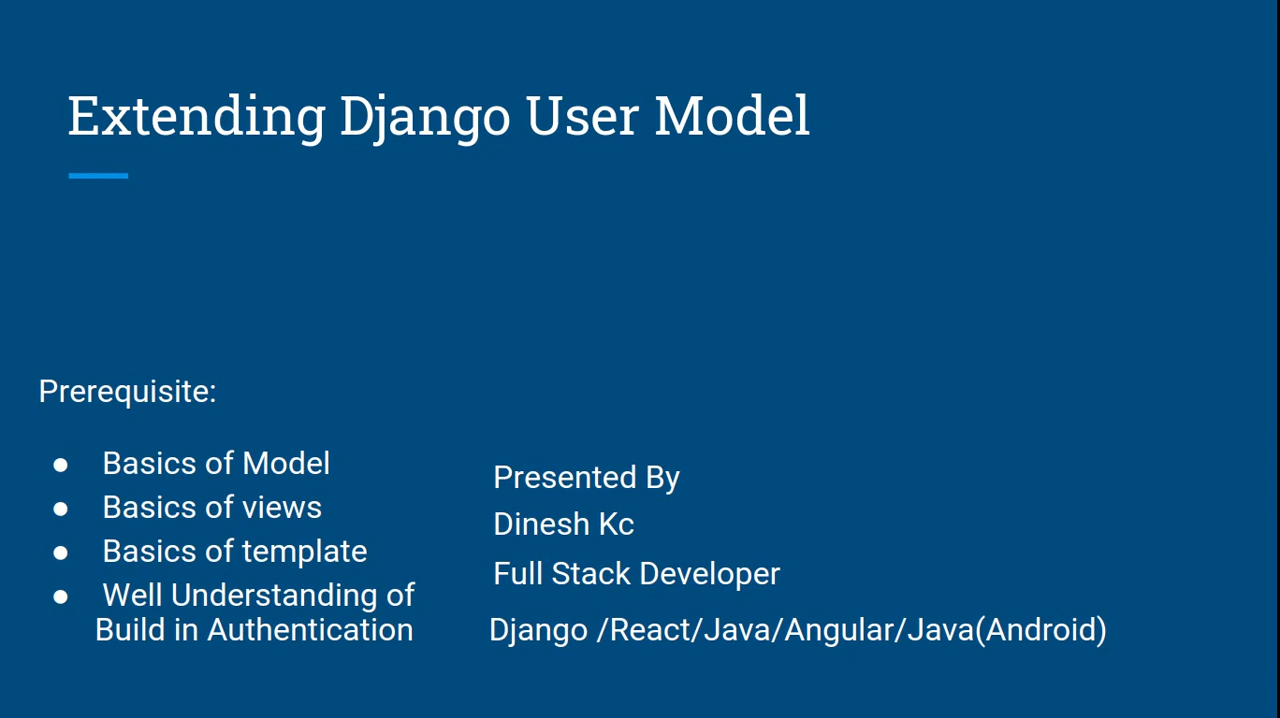 Extending Django User Model
Prerequisite:
● Basics of Model
● Basics of views
● Basics of template
● Well Understanding of
Build in Authentication
Presented By
Dinesh Kc
Full Stack Developer
Django /React/Java/Angular/Java(Android)